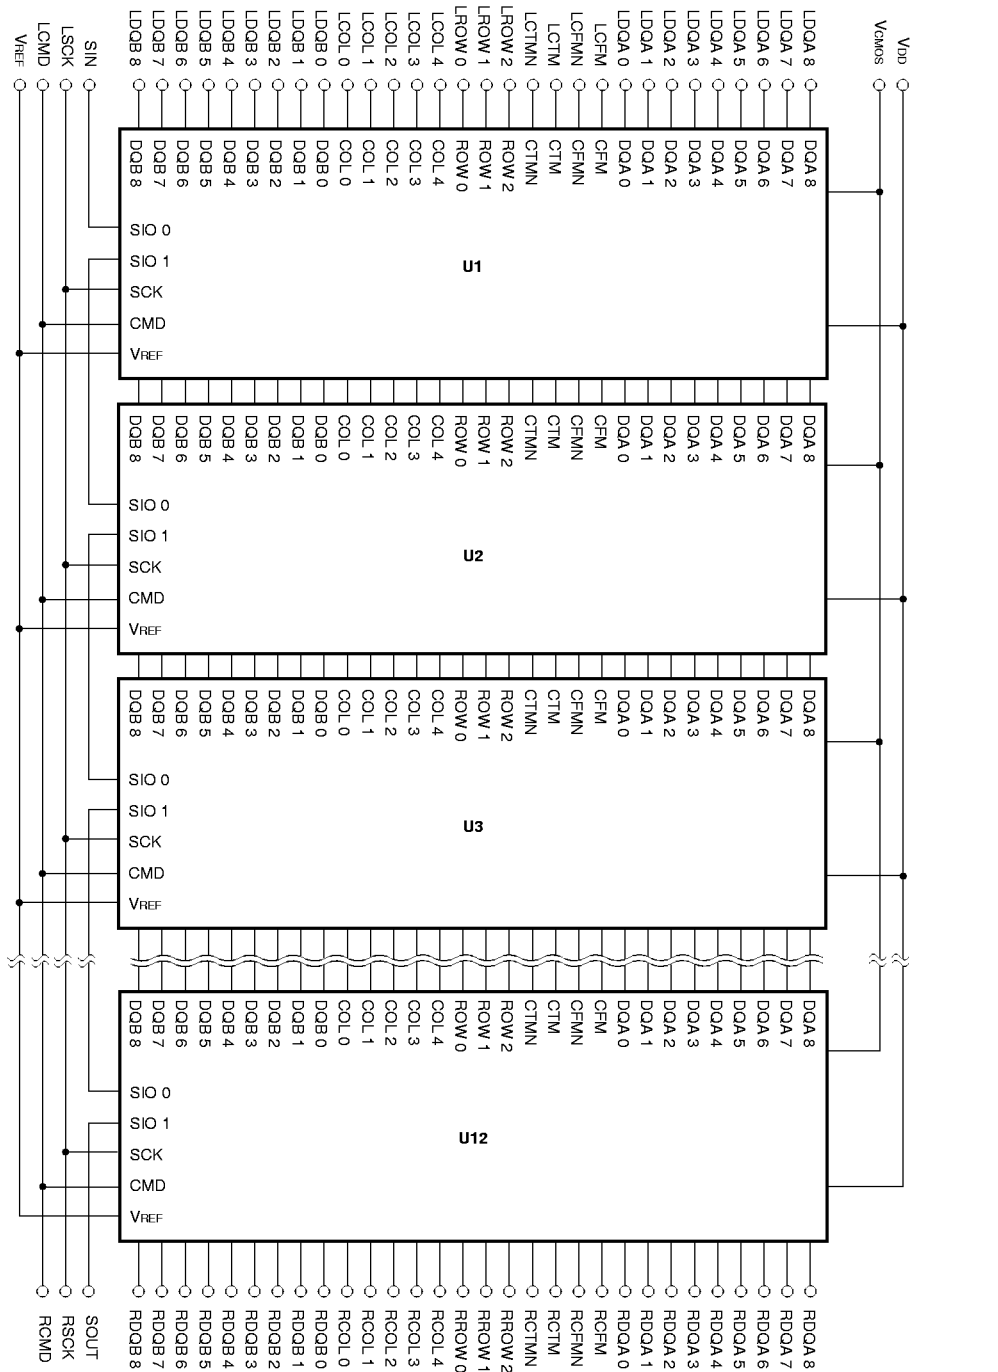 VREF
LCMD
LSCK
SIN
LDQB 8
LDQB 7
LDQB 6
LDQB 5
LDQB 4
LDQB 3
LDQB 2
LDQB 1
LDQB 0
LCOL 0
LCOL 1
LCOL 2
LCOL 3
LCOL 4
LROW 0
LROW 1
LROW 2
LCTMN
LCTM
LCFMN
LCFM
LDQA 0
LDQA 1
LDQA 2
LDQA 3
LDQA 4
LDQA 5
LDQA 6
LDQA 7
LDQA 8
VCMOS
VDD
DQB 8
DQB 7
DQB 6
DQB 5
DQB 4
DQB 3
DQB 2
DQB 1
DQB 0
COL 0
COL 1
COL 2
COL 3
COL 4
ROW 0
ROW 1
ROW 2
CTMN
CTM
CFMN
CFM
DQA 0
DQA 1
DQA 2
DQA 3
DQA 4
DQA 5
DQA 6
DQA 7
DQA 8
SIO 0
SIO 1
SCK
CMD
VREF
U1
DQB 8
DQB 7
DQB 6
DQB 5
DQB 4
DQB 3
DQB 2
DQB 1
DQB 0
COL 0
COL 1
COL 2
COL 3
COL 4
ROW 0
ROW 1
ROW 2
CTMN
CTM
CFMN
CFM
DQA 0
DQA 1
DQA 2
DQA 3
DQA 4
DQA 5
DQA 6
DQA 7
DQA 8
SIO 0
SIO 1
SCK
CMD
VREF
U2
DQB 8
DQB 7
DQB 6
DQB 5
DQB 4
DQB 3
DQB 2
DQB 1
DQB 0
COL 0
COL 1
COL 2
COL 3
COL 4
ROW 0
ROW 1
ROW 2
CTMN
CTM
CFMN
CFM
DQA 0
DQA 1
DQA 2
DQA 3
DQA 4
DQA 5
DQA 6
DQA 7
DQA 8
SIO 0
SIO 1
SCK
CMD
VREF
U3
DQB 8
DQB 7
DQB 6
DQB 5
DQB 4
DQB 3
DQB 2
DQB 1
DQB 0
COL 0
COL 1
COL 2
COL 3
COL 4
ROW 0
ROW 1
ROW 2
CTMN
CTM
CFMN
CFM
DQA 0
DQA 1
DQA 2
DQA 3
DQA 4
DQA 5
DQA 6
DQA 7
DQA 8
SIO 0
SIO 1
SCK
CMD
VREF
U12
RCMD
RSCK
SOUT
RDQB 8
RDQB 7
RDQB 6
RDQB 5
RDQB 4
RDQB 3
RDQB 2
RDQB 1
RDQB 0
RCOL 0
RCOL 1
RCOL 2
RCOL 3
RCOL 4
RROW 0
RROW 1
RROW 2
RCTMN
RCTM
RCFMN
RCFM
RDQA 0
RDQA 1
RDQA 2
RDQA 3
RDQA 4
RDQA 5
RDQA 6
RDQA 7
RDQA 8